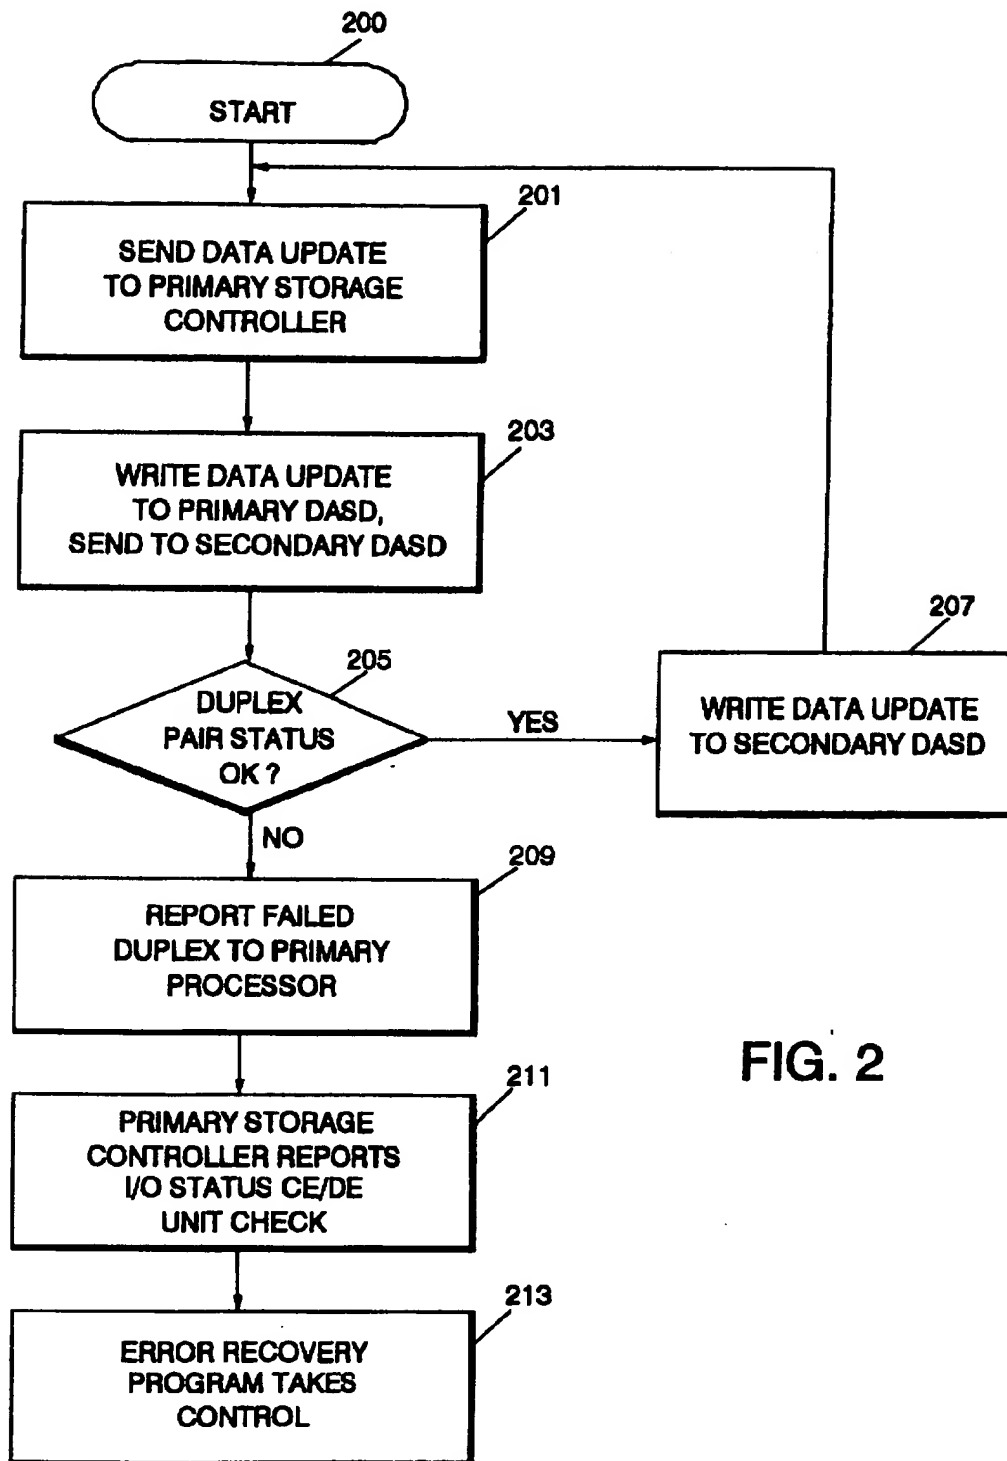 200
START
201
SEND DATA UPDATE
TO PRIMARY STORAGE
CONTROLLER
203
WRITE DATA UPDATE
TO PRIMARY DASD,
SEND TO SECONDARY DASD
205
DUPLEX
PAIR STATUS
OK ?
YES
207
WRITE DATA UPDATE
TO SECONDARY DASD
NO
209
REPORT FAILED
DUPLEX TO PRIMARY
PROCESSOR
211
PRIMARY STORAGE
CONTROLLER REPORTS
I/O STATUS CE/DE
UNIT CHECK
213
ERROR RECOVERY
PROGRAM TAKES
CONTROL
FIG. 2